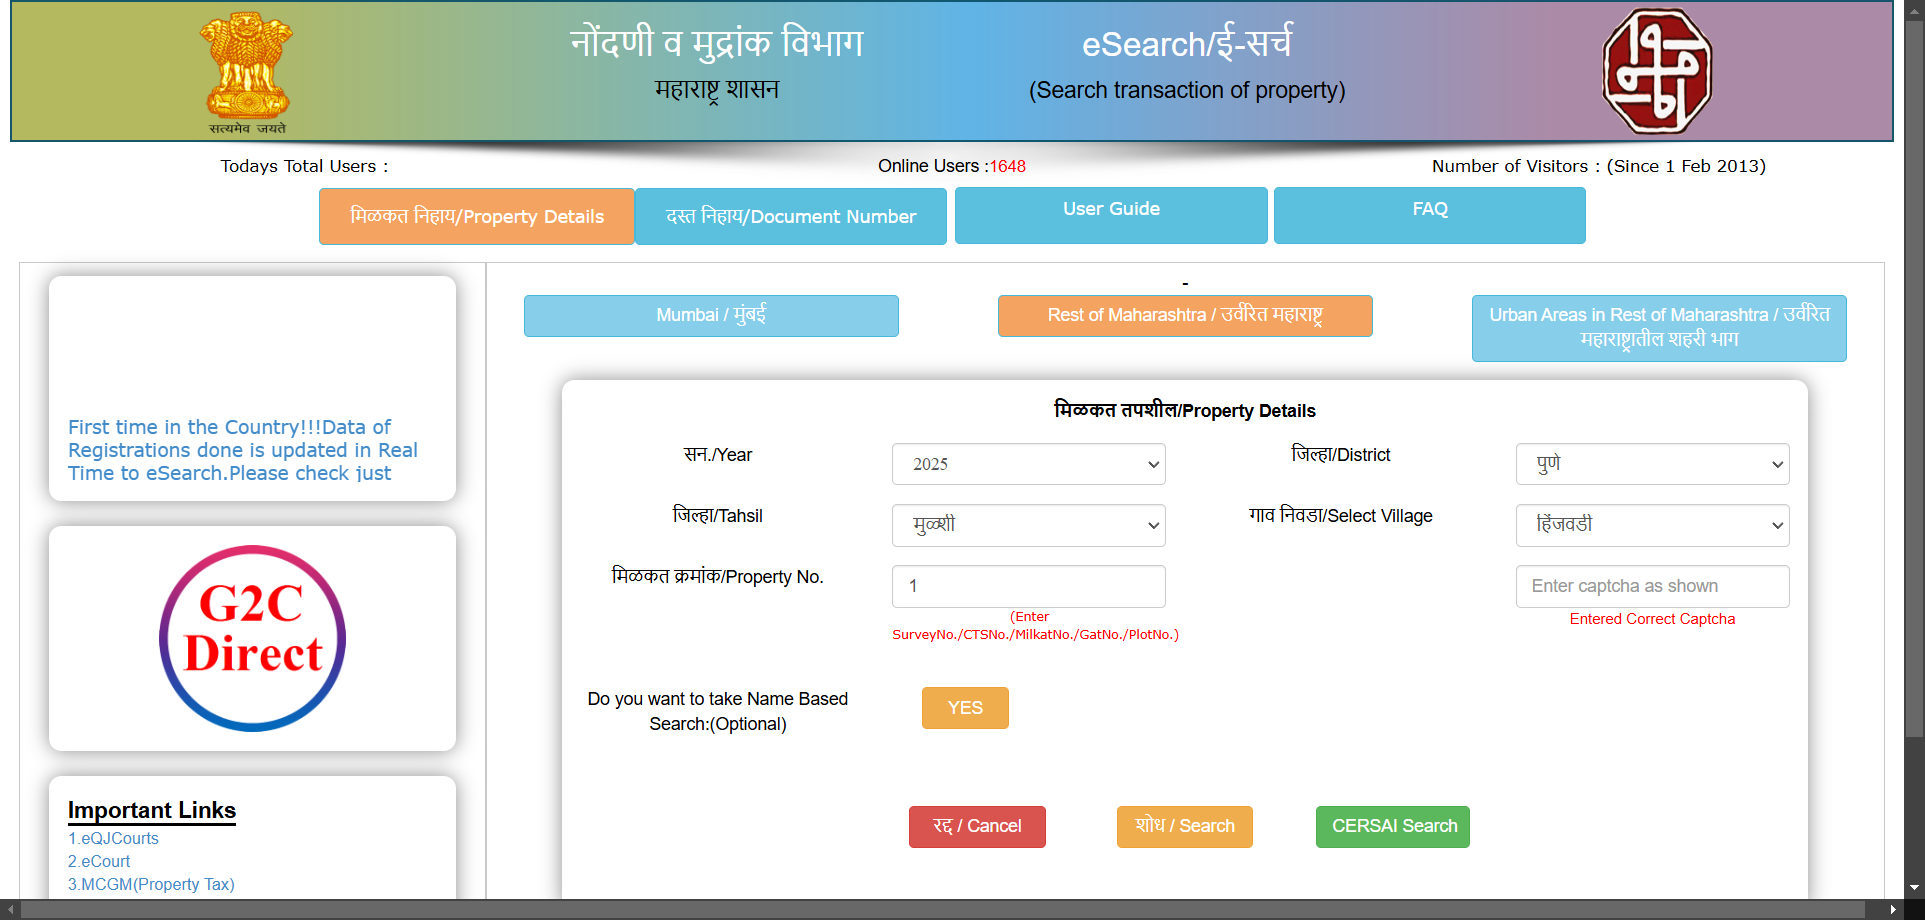 सत्यमेव जयते
नोंदणी व मुद्रांक विभाग
महाराष्ट्र शासन
eSearch/ई-सर्च
(Search transaction of property)
Todays Total Users :
Online Users :1648
Number of Visitors : (Since 1 Feb 2013)
मिळकत निहाय/Property Details
दस्त निहाय/Document Number
User Guide
FAQ
First time in the Country!!!Data of
Registrations done is updated in Real
Time to eSearch.Please check just
G2C
Direct
Important Links
1.eQJCourts
2.eCourt
3.MCGM(Property Tax)
-
Mumbai / मुंबई
Rest of Maharashtra / उर्वरित महाराष्ट्र
Urban Areas in Rest of Maharashtra / उर्वरित
महाराष्ट्रातील शहरी भाग
मिळकत तपशील/Property Details
सन./Year
2025
जिल्हा/District
पुणे
जिल्हा/Tahsil
मुळशी
गाव निवडा/Select Village
हिंजवडी
मिळकत क्रमांक/Property No.
1
(Enter
SurveyNo./CTSNo./MilkatNo./GatNo./PlotNo.)
Enter captcha as shown
Entered Correct Captcha
Do you want to take Name Based
Search:(Optional)
YES
रद्द / Cancel
शोध / Search
CERSAI Search